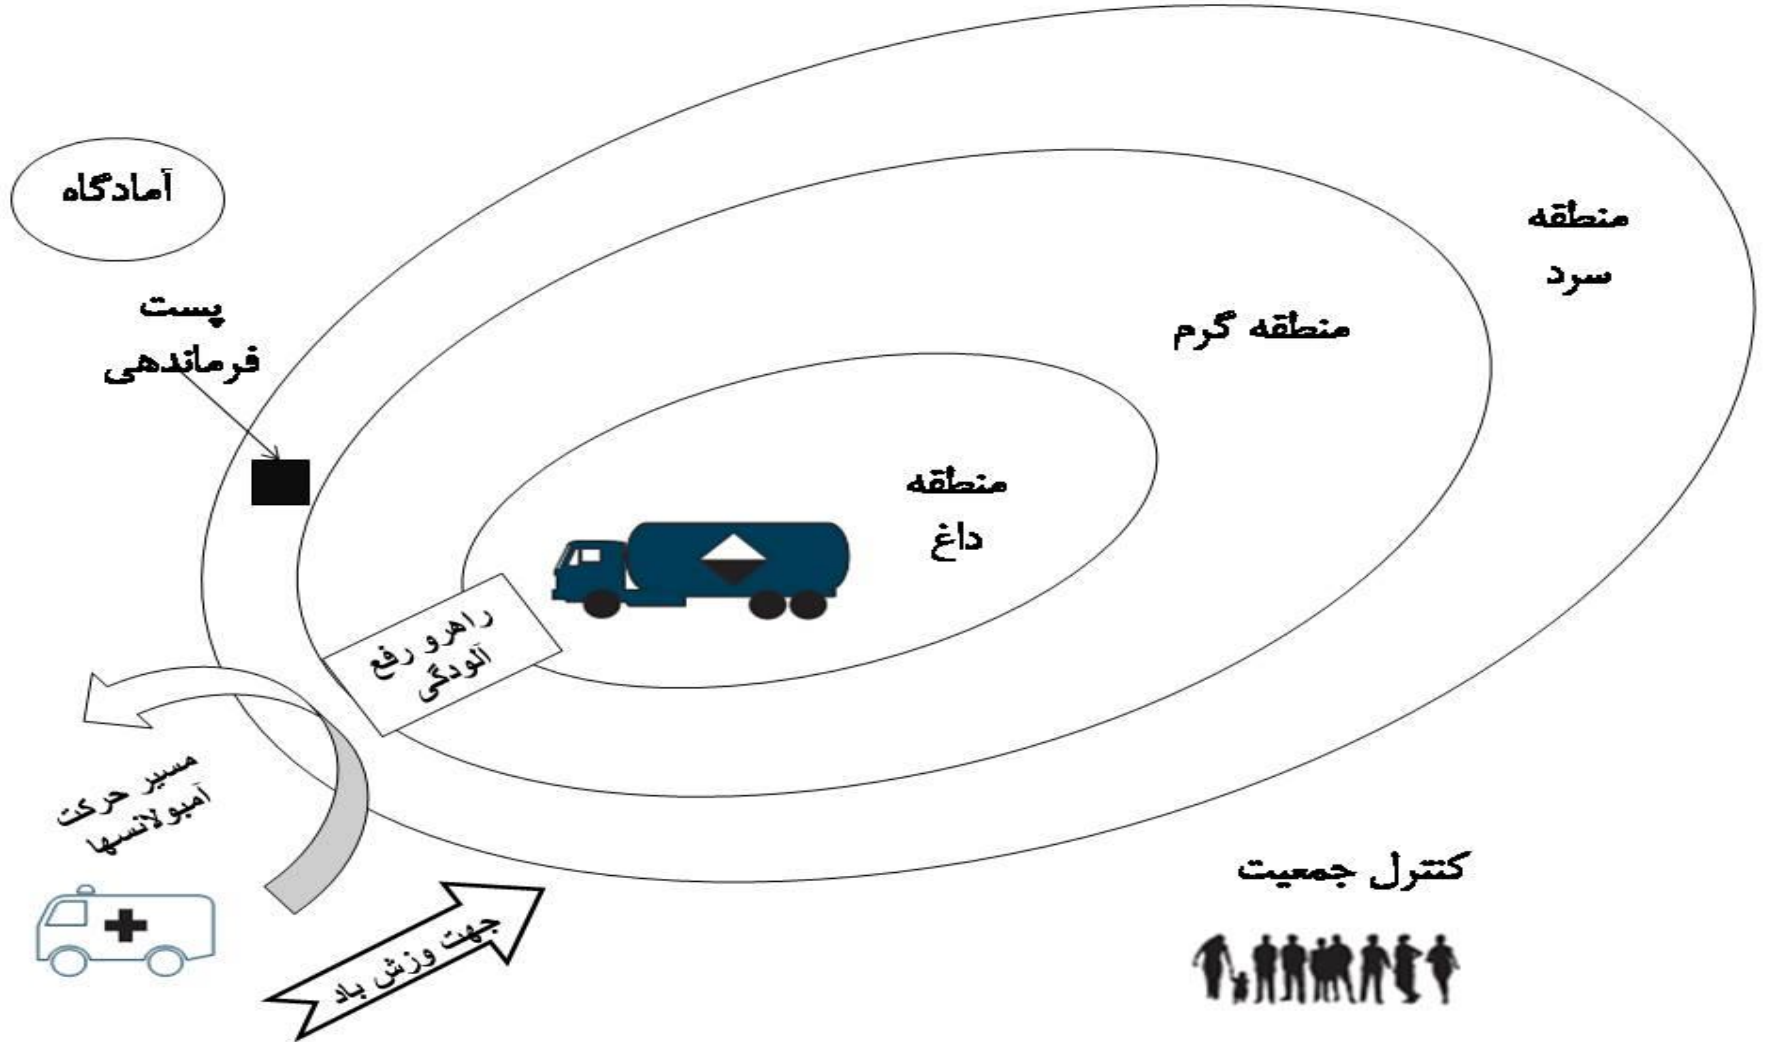 آمادگاه
منطقه
سرد
پست
فرماندهی
منطقه گرم
منطقه
داغ
راهرو رفع
آلودگی
مسیر حرکت
آمبولانسها
کنترل جمعیت
جهت وزش باد